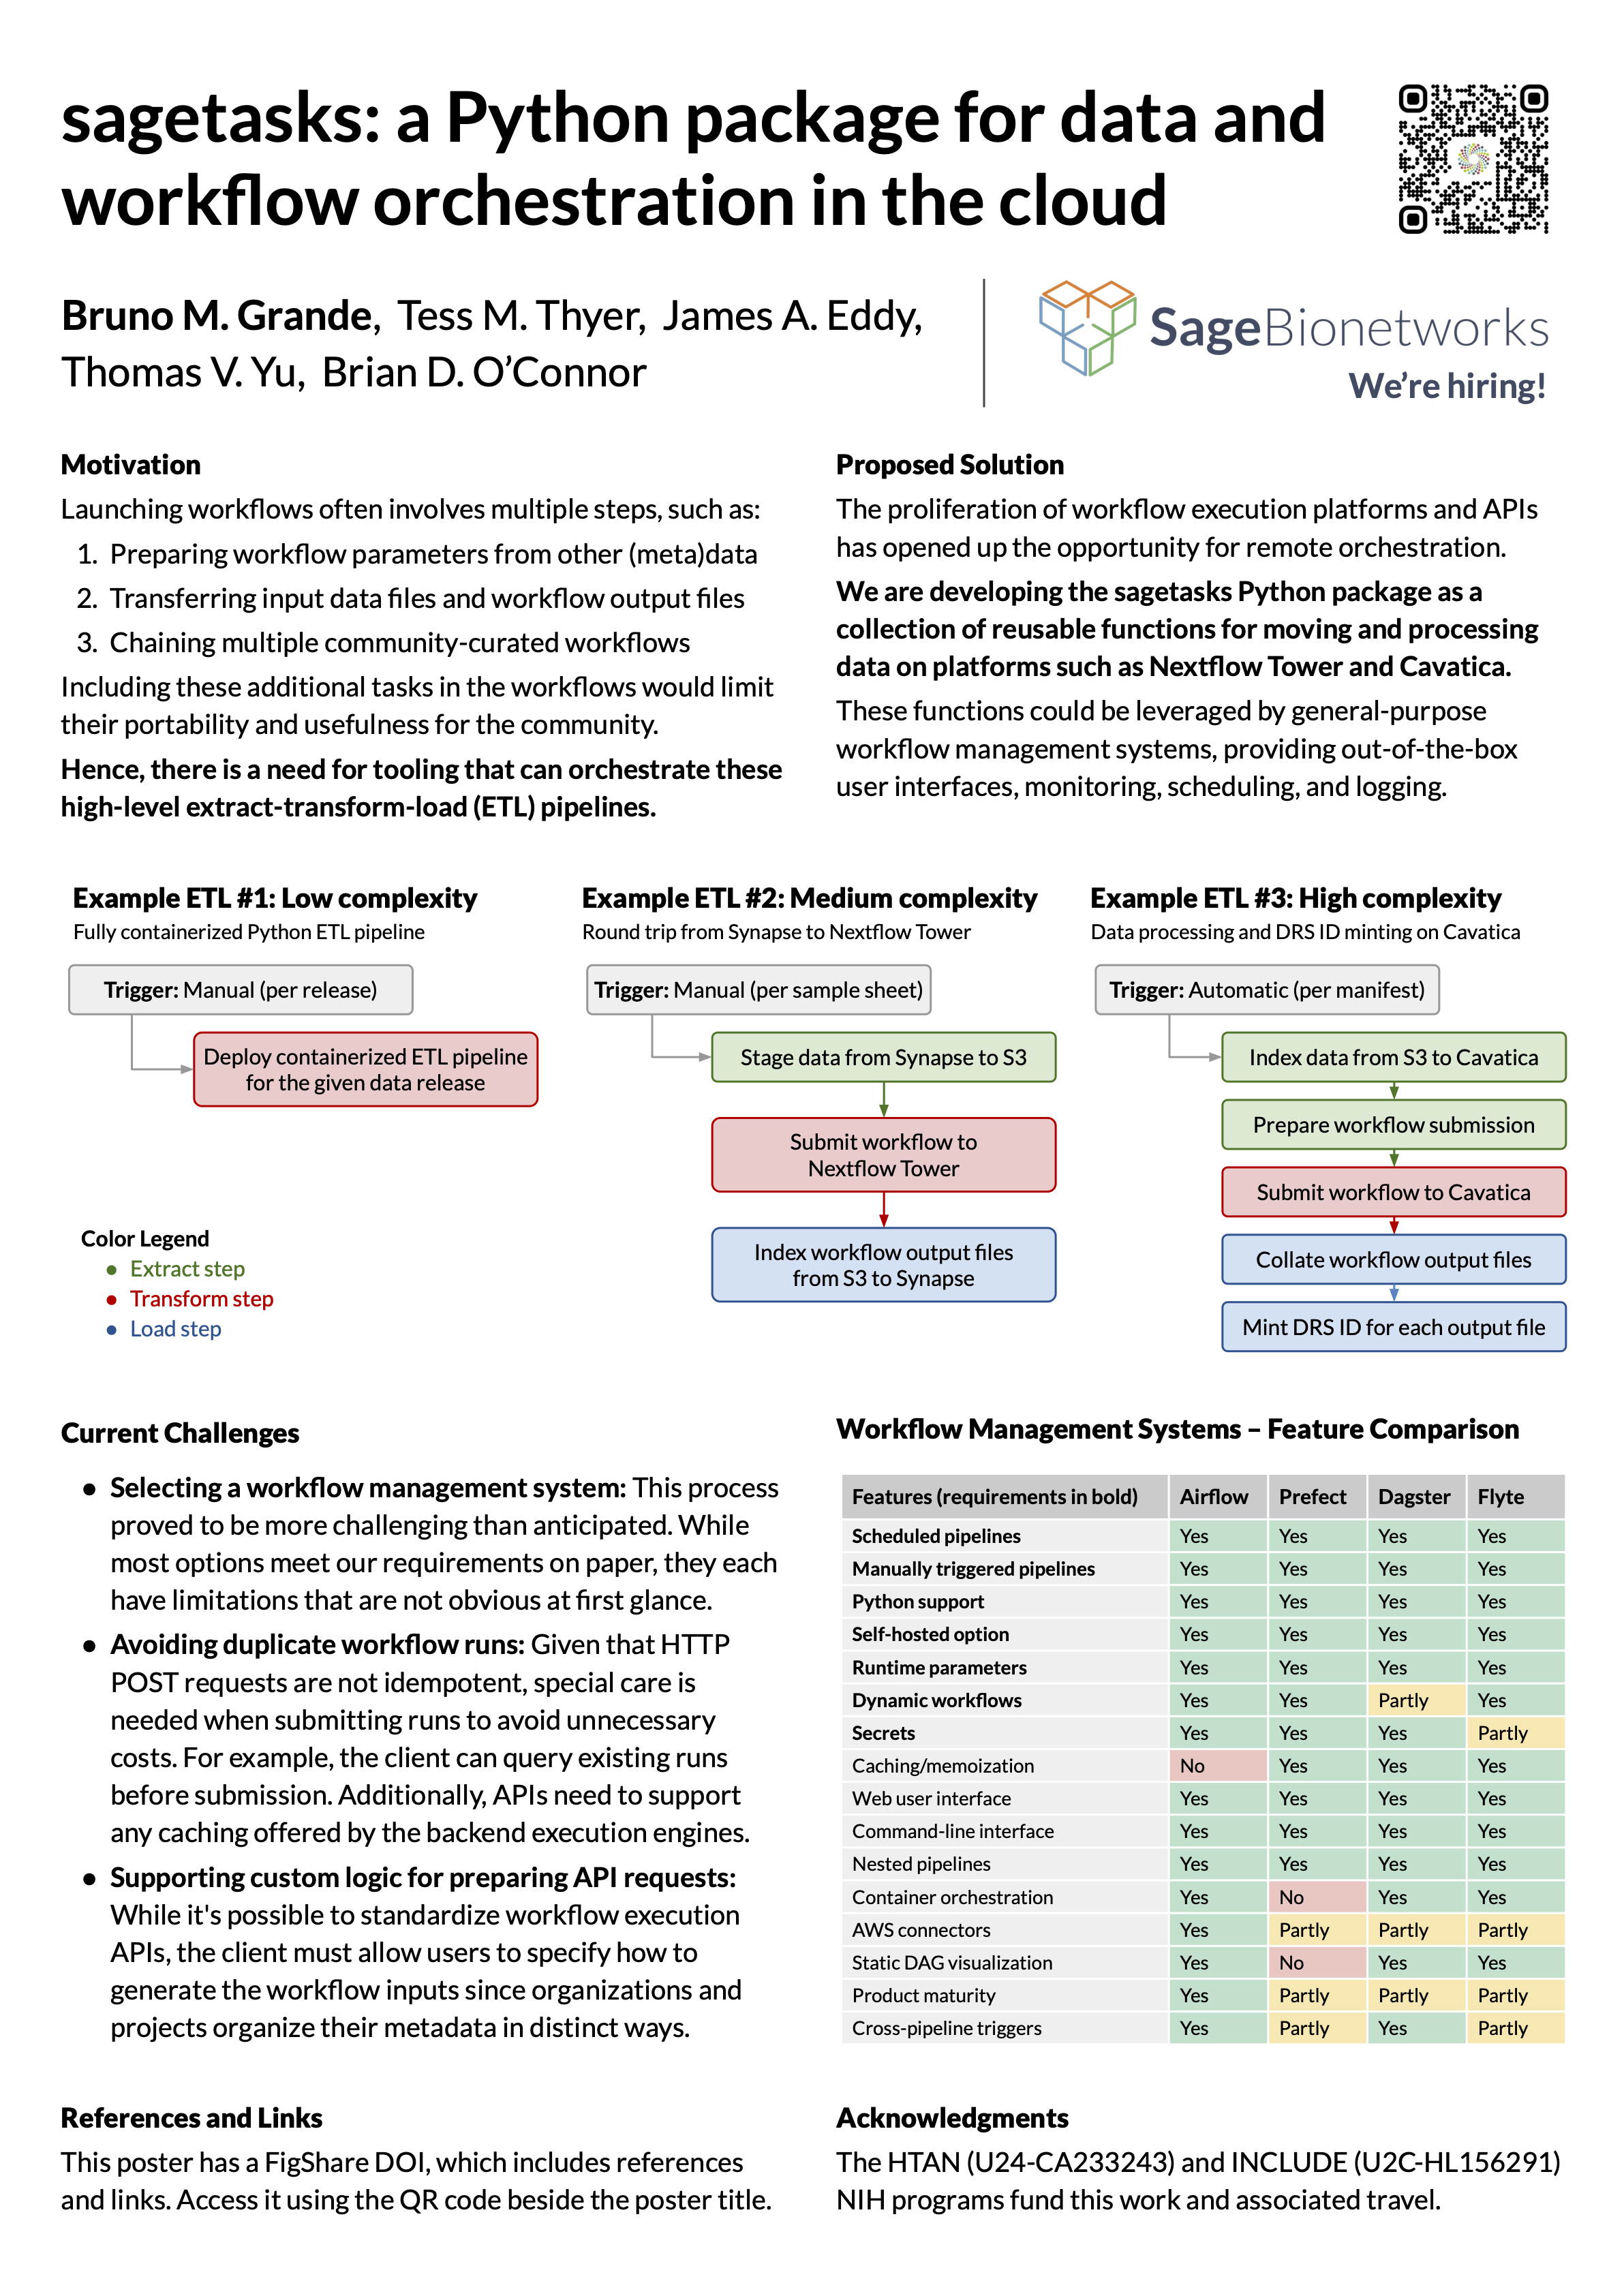 sagetasks: a Python package for data and
workflow orchestration in the cloud
Bruno M. Grande, Tess M. Thyer, James A. Eddy,
Thomas V. Yu, Brian D. O’Connor
SageBionetworks
We’re hiring!
Motivation
Launching workflows often involves multiple steps, such as:
1. Preparing workflow parameters from other (meta)data
2. Transferring input data files and workflow output files
3. Chaining multiple community-curated workflows
Including these additional tasks in the workflows would limit
their portability and usefulness for the community.
Hence, there is a need for tooling that can orchestrate these
high-level extract-transform-load (ETL) pipelines.
Proposed Solution
The proliferation of workflow execution platforms and APIs
has opened up the opportunity for remote orchestration.
We are developing the sagetasks Python package as a
collection of reusable functions for moving and processing
data on platforms such as Nextflow Tower and Cavatica.
These functions could be leveraged by general-purpose
workflow management systems, providing out-of-the-box
user interfaces, monitoring, scheduling, and logging.
Example ETL #1: Low complexity
Fully containerized Python ETL pipeline
Trigger: Manual (per release)
Deploy containerized ETL pipeline
for the given data release
Color Legend
● Extract step
● Transform step
● Load step
Example ETL #2: Medium complexity
Round trip from Synapse to Nextflow Tower
Trigger: Manual (per sample sheet)
Stage data from Synapse to S3
Submit workflow to
Nextflow Tower
Index workflow output files
from S3 to Synapse
Example ETL #3: High complexity
Data processing and DRS ID minting on Cavatica
Trigger: Automatic (per manifest)
Index data from S3 to Cavatica
Prepare workflow submission
Submit workflow to Cavatica
Collate workflow output files
Mint DRS ID for each output file
Current Challenges
● Selecting a workflow management system: This process
proved to be more challenging than anticipated. While
most options meet our requirements on paper, they each
have limitations that are not obvious at first glance.
● Avoiding duplicate workflow runs: Given that HTTP
POST requests are not idempotent, special care is
needed when submitting runs to avoid unnecessary
costs. For example, the client can query existing runs
before submission. Additionally, APIs need to support
any caching offered by the backend execution engines.
● Supporting custom logic for preparing API requests:
While it's possible to standardize workflow execution
APIs, the client must allow users to specify how to
generate the workflow inputs since organizations and
projects organize their metadata in distinct ways.
Workflow Management Systems – Feature Comparison
Features (requirements in bold) Airflow Prefect Dagster Flyte
Scheduled pipelines Yes Yes Yes Yes
Manually triggered pipelines Yes Yes Yes Yes
Python support Yes Yes Yes Yes
Self-hosted option Yes Yes Yes Yes
Runtime parameters Yes Yes Yes Yes
Dynamic workflows Yes Yes Partly Yes
Secrets Yes Yes Yes Partly
Caching/memoization No Yes Yes Yes
Web user interface Yes Yes Yes Yes
Command-line interface Yes Yes Yes Yes
Nested pipelines Yes Yes Yes Yes
Container orchestration Yes No Yes Yes
AWS connectors Yes Partly Partly Partly
Static DAG visualization Yes No Yes Yes
Product maturity Yes Partly Partly Partly
Cross-pipeline triggers Yes Partly Yes Partly
References and Links
This poster has a FigShare DOI, which includes references
and links. Access it using the QR code beside the poster title.
Acknowledgments
The HTAN (U24-CA233243) and INCLUDE (U2C-HL156291)
NIH programs fund this work and associated travel.